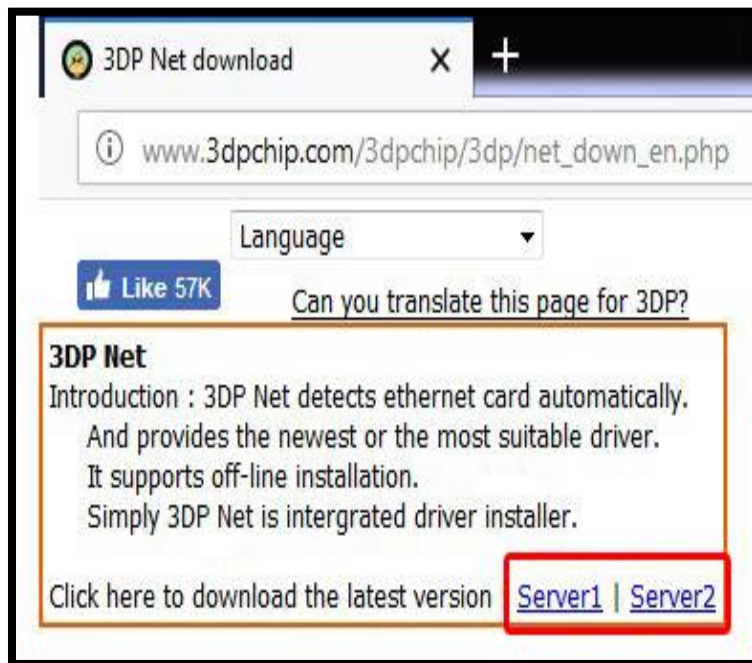 3DP Net download
www.3dpchip.com/3dpchip/3dp/net_down_en.php
Language
Like 57K
Can you translate this page for 3DP?
3DP Net
Introduction : 3DP Net detects ethernet card automatically.
And provides the newest or the most suitable driver.
It supports off-line installation.
Simply 3DP Net is intergrated driver installer.
Click here to download the latest version Server1 | Server2